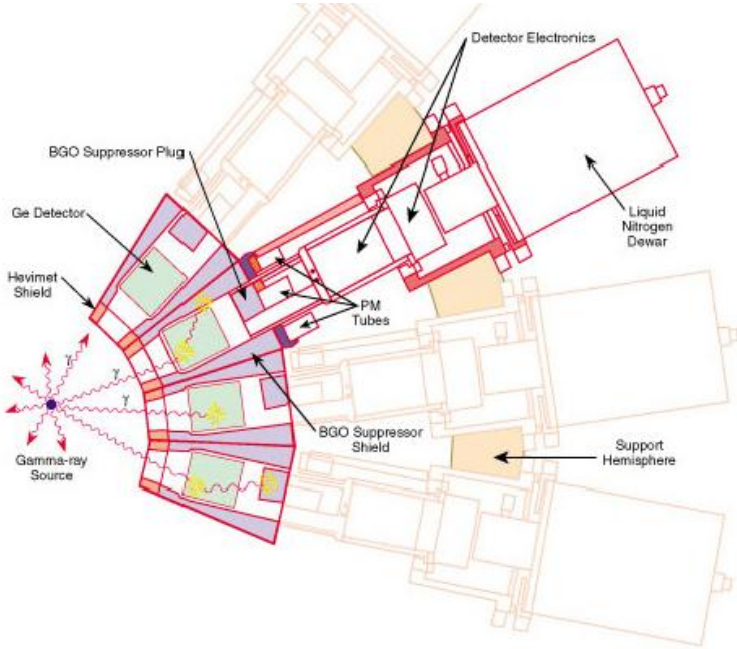 Detector Electronics
BGO Suppressor Plug
Ge Detector
Liquid
Nitrogen
Dewar
Hevimet
Shield
PM
Tubes
γ
γ
γ
BGO Suppressor
Shield
Support
Hemisphere
Gamma-ray
Source